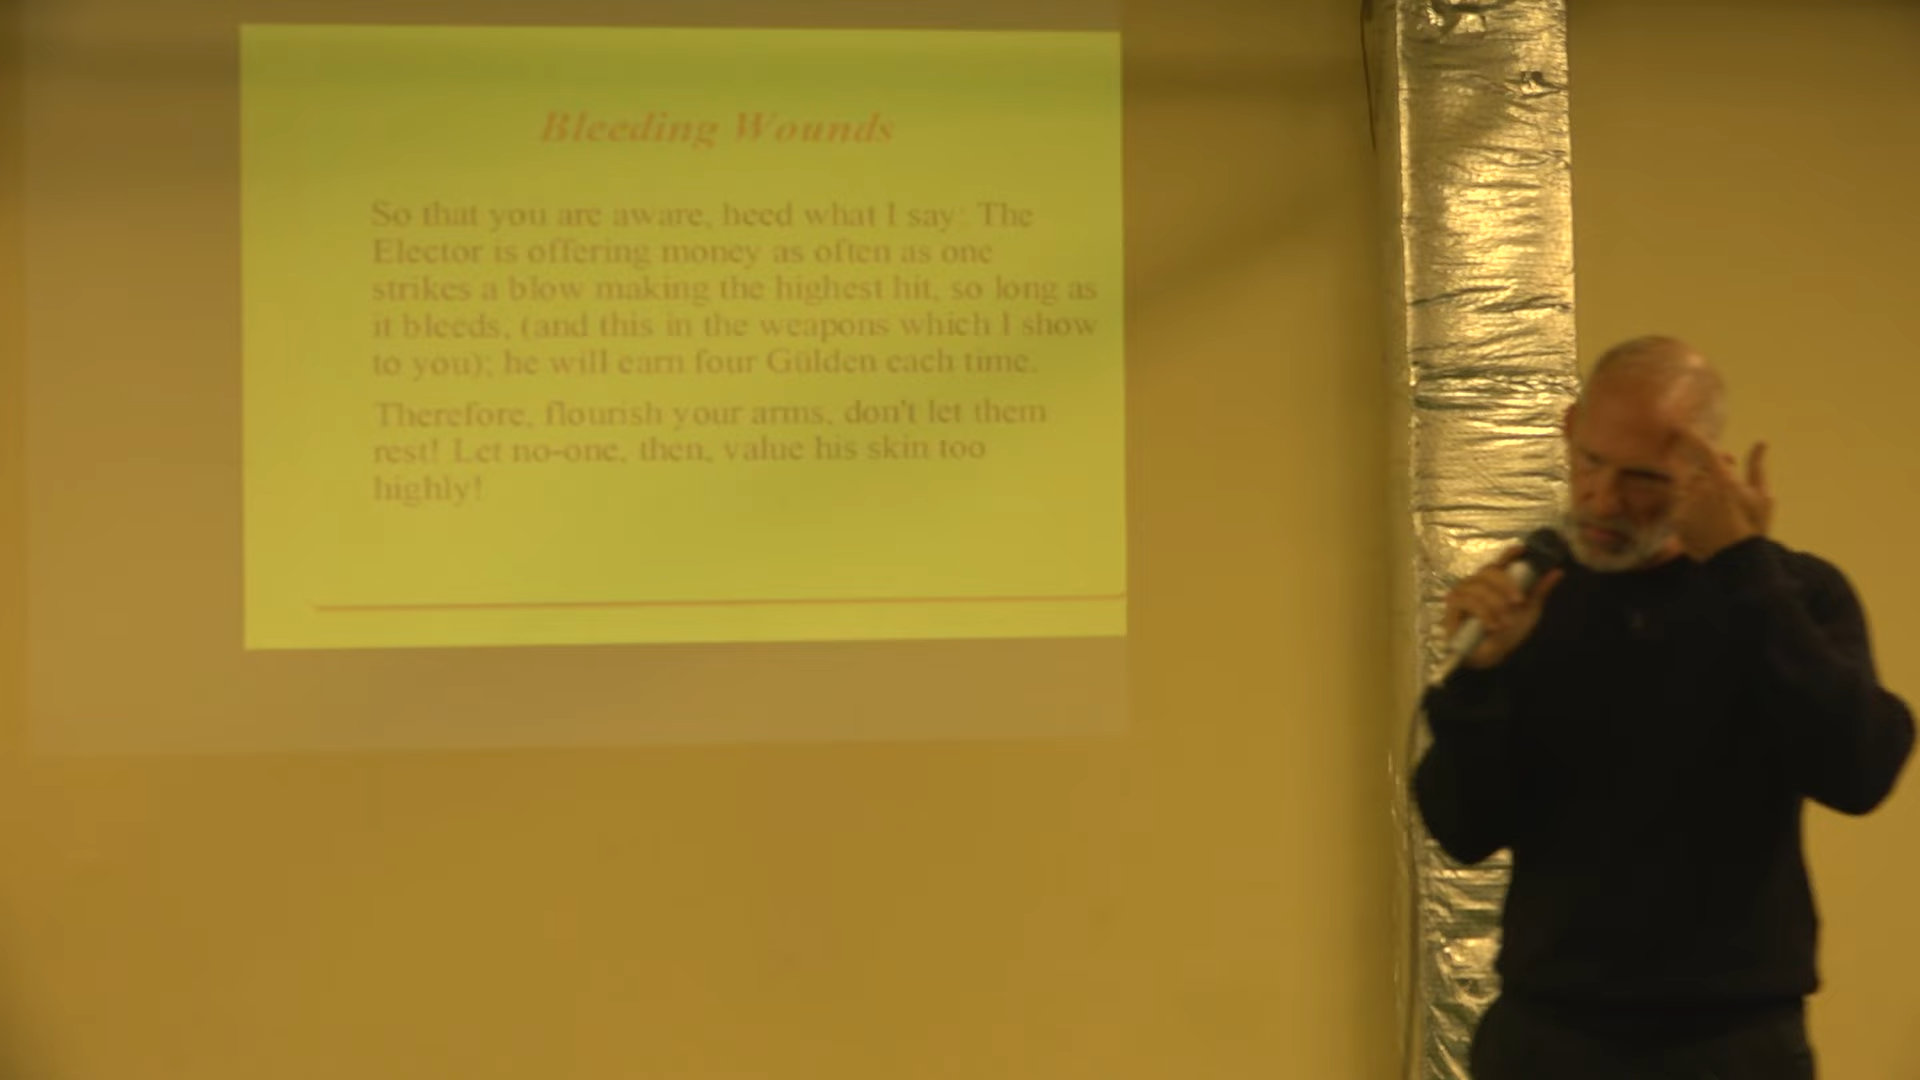 Bleeding Wounds
So that you are aware, heed what I say: The
Elector is offering money as often as one
strikes a blow making the highest hit, so long as
it bleeds, (and this in the weapons which I show
to you); he will earn four Gülden each time.
Therefore, flourish your arms, don't let them
rest! Let no-one, then, value his skin too
highly!